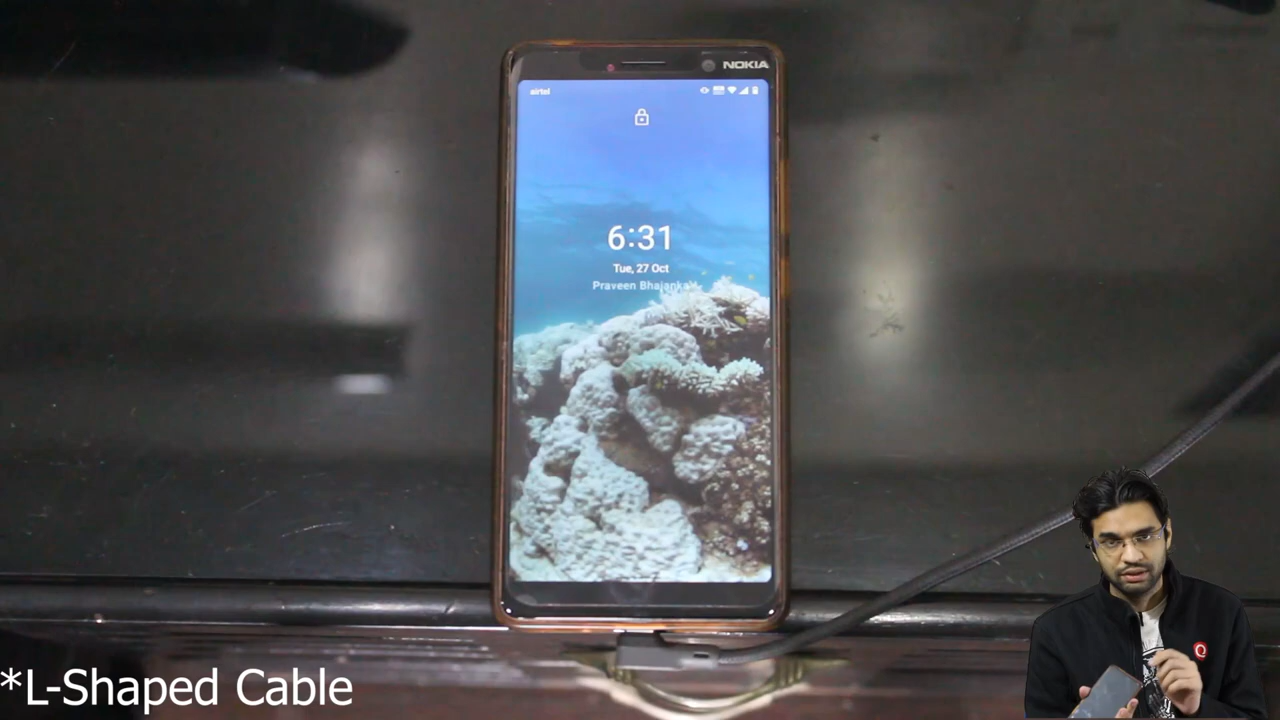 NOKIA
airtel
6:31
Tue, 27 Oct
Praveen Bhajanka
*L-Shaped Cable